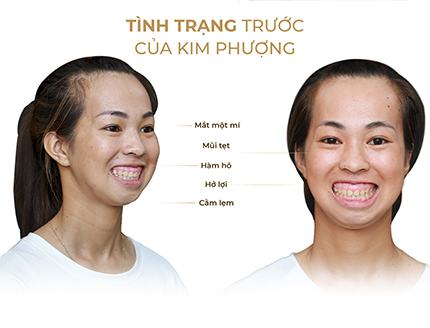 TÌNH TRẠNG TRƯỚC
CỦA KIM PHƯỢNG
Mắt một mí
Mũi tẹt
Hàm hô
Hở lợi
Cằm lẹm